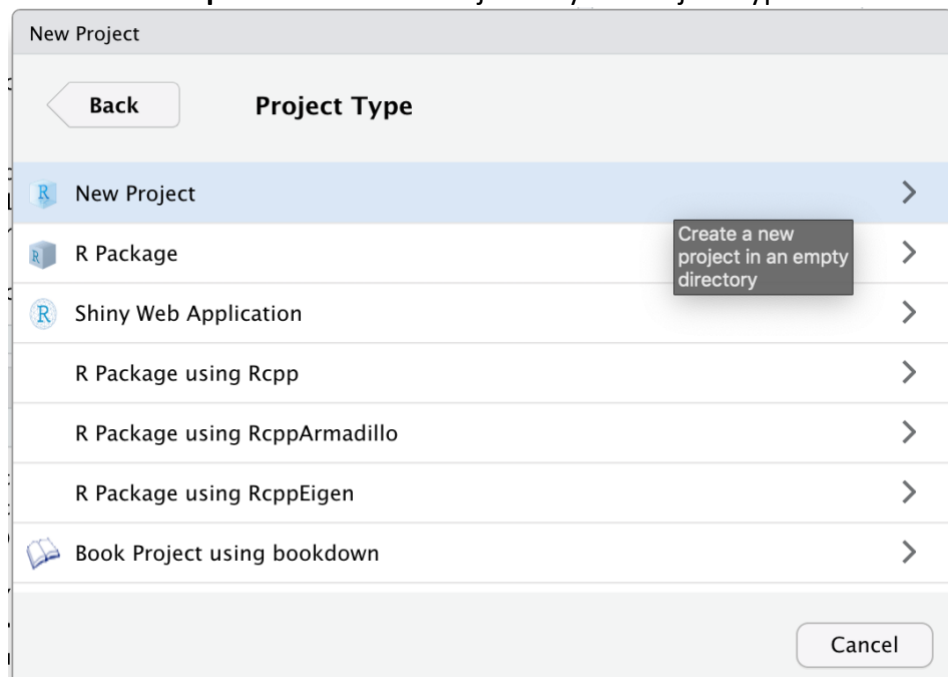 New Project
Back
Project Type
R New Project
Create a new
project in an empty
directory
R R Package
R Shiny Web Application
R Package using Rcpp
R Package using RcppArmadillo
R Package using RcppEigen
Book Project using bookdown
Cancel